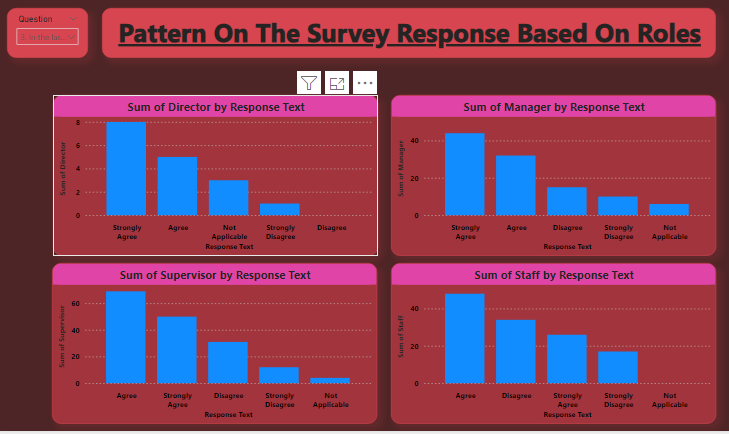 Question
1. In the las...
Pattern On The Survey Response Based On Roles
Sum of Director by Response Text
Sum of Director
8
6
4
2
0
Strongly Agree
Agree
Not Applicable
Strongly Disagree
Disagree
Response Text
Sum of Manager by Response Text
Sum of Manager
40
20
0
Strongly Agree
Agree
Disagree
Strongly Disagree
Not Applicable
Response Text
Sum of Supervisor by Response Text
Sum of Supervisor
60
40
20
0
Agree
Strongly Agree
Disagree
Strongly Disagree
Not Applicable
Response Text
Sum of Staff by Response Text
Sum of Staff
40
20
0
Agree
Disagree
Strongly Agree
Strongly Disagree
Not Applicable
Response Text